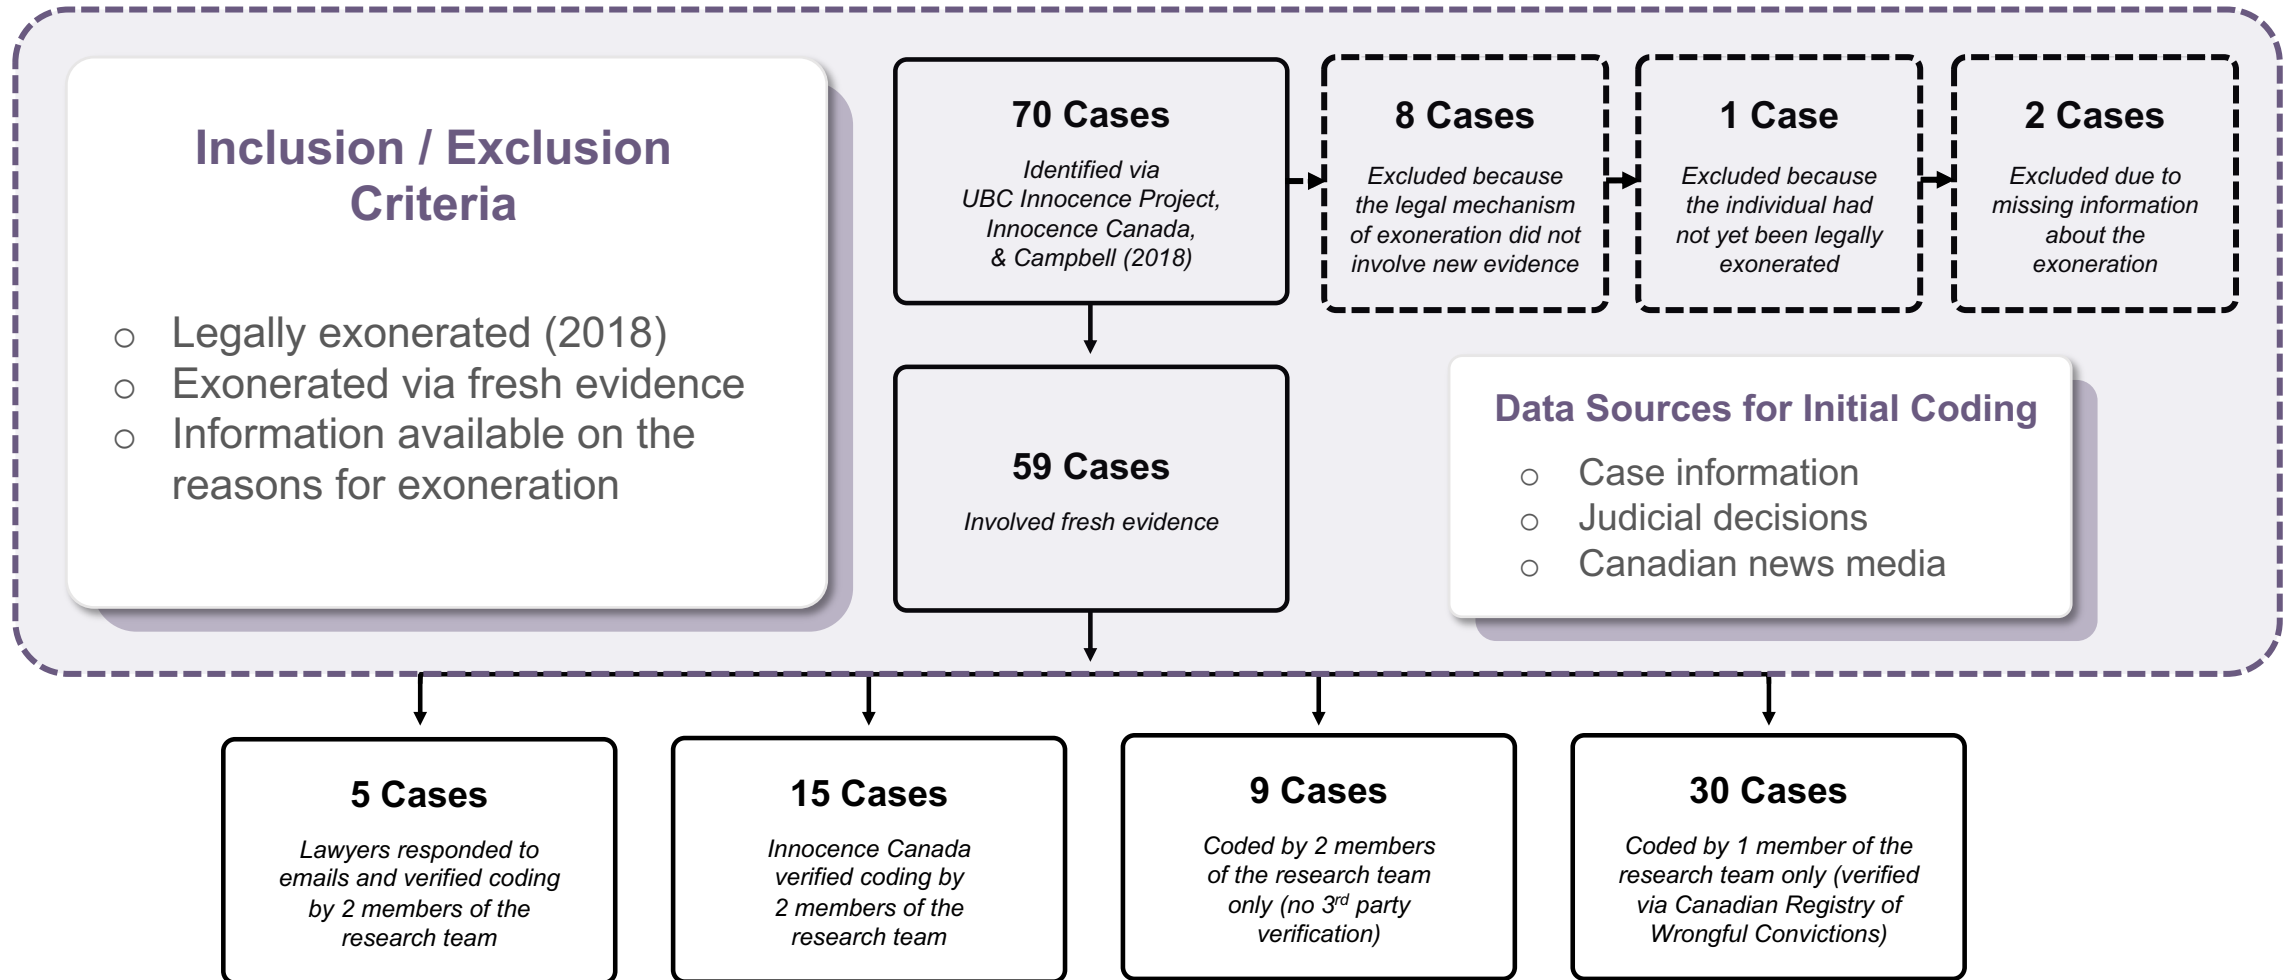 Inclusion / Exclusion
Criteria
○ Legally exonerated (2018)
○ Exonerated via fresh evidence
○ Information available on the
reasons for exoneration
70 Cases
Identified via
UBC Innocence Project,
Innocence Canada,
& Campbell (2018)
8 Cases
Excluded because
the legal mechanism
of exoneration did not
involve new evidence
1 Case
Excluded because
the individual had
not yet been legally
exonerated
2 Cases
Excluded due to
missing information
about the
exoneration
59 Cases
Involved fresh evidence
Data Sources for Initial Coding
○ Case information
○ Judicial decisions
○ Canadian news media
5 Cases
Lawyers responded to
emails and verified coding
by 2 members of the
research team
15 Cases
Innocence Canada
verified coding by
2 members of the
research team
9 Cases
Coded by 2 members
of the research team
only (no 3rd party
verification)
30 Cases
Coded by 1 member of the
research team only (verified
via Canadian Registry of
Wrongful Convictions)